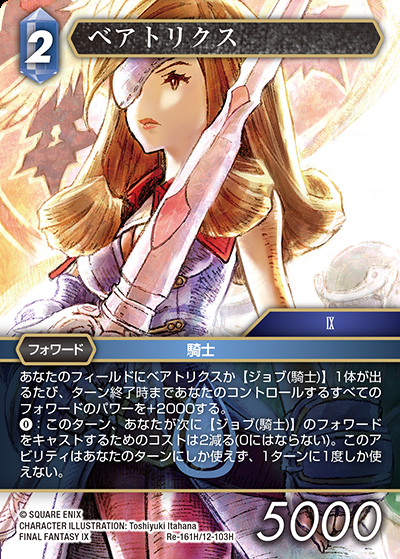 2
ベアトリクス
IX
フォワード
騎士
あなたのフィールドにベアトリクスか【ジョブ(騎士)】1体が出
るたび、ターン終了時まであなたのコントロールするすべての
フォワードのパワーを+2000する。
0：このターン、あなたが次に【ジョブ(騎士)】のフォワード
をキャストするためのコストは2減る(0にはならない)。このア
ビリティはあなたのターンにしか使えず、1ターンに1度しか使
えない。
© SQUARE ENIX
CHARACTER ILLUSTRATION: Toshiyuki Itahana
FINAL FANTASY IX
Re-161H/12-103H
5000